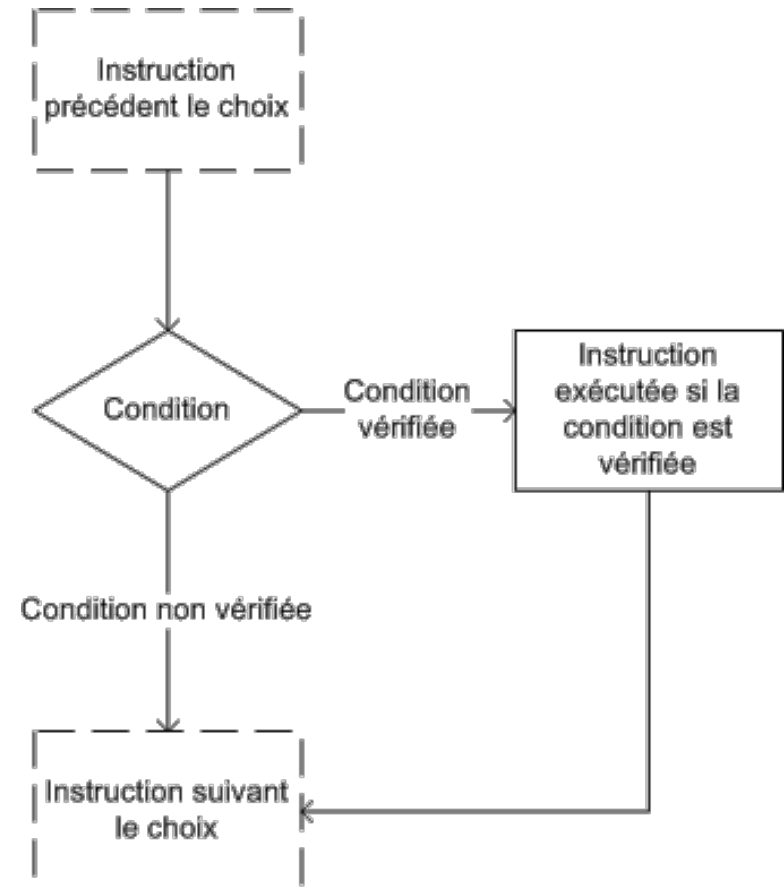 Instruction
précédent le choix
Condition
Condition
vérifiée
Instruction
exécutée si la
condition est
vérifiée
Condition non vérifiée
Instruction suivant
le choix